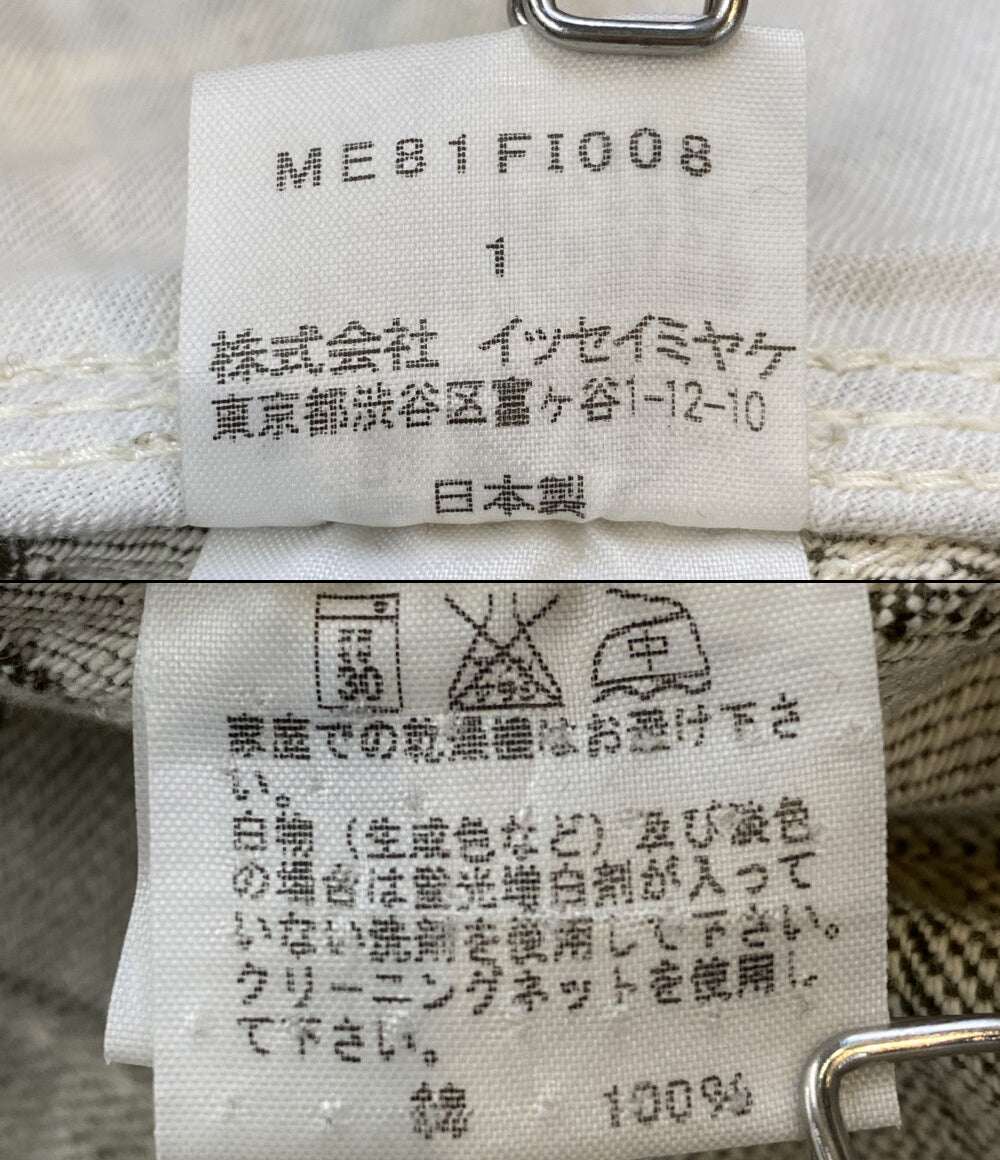 ME81FI008
1
株式会社 イッセイミヤケ
東京都渋谷区富ヶ谷1-12-10
日本製
30 中
家庭での乾燥機はお避け下さ
い。
白物（生成色など）及び淡色
の場合は蛍光増白剤が入って
いない洗剤を使用して下さい。
クリーニングネットを使用し
て下さい。
綿 100%